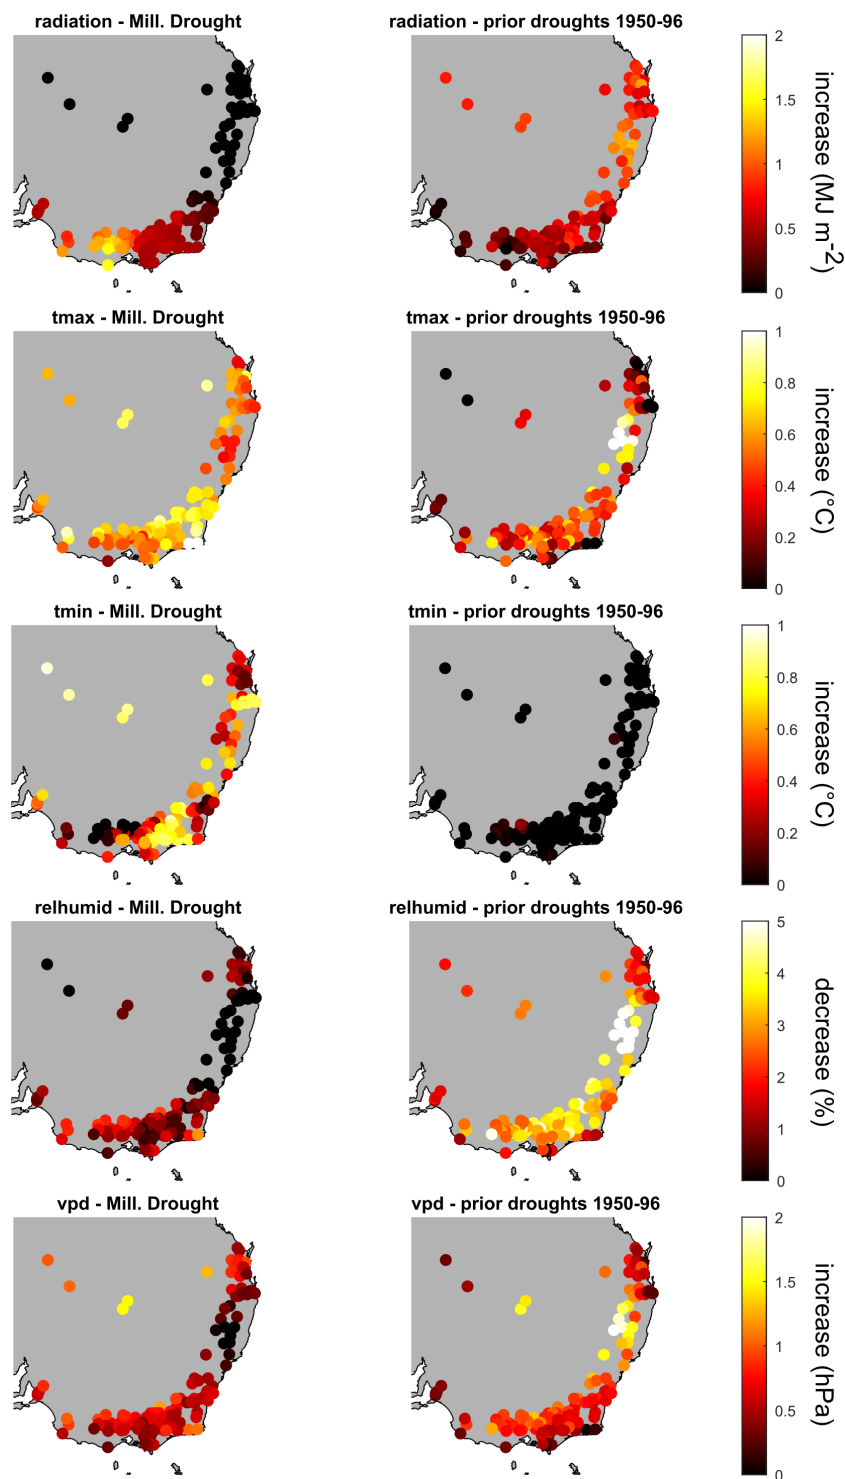 radiation - Mill. Drought
radiation - prior droughts 1950-96
2
1.5
1
0.5
0
increase (MJ m-2)
tmax - Mill. Drought
tmax - prior droughts 1950-96
1
0.8
0.6
0.4
0.2
0
increase (°C)
tmin - Mill. Drought
tmin - prior droughts 1950-96
1
0.8
0.6
0.4
0.2
0
increase (°C)
relhumid - Mill. Drought
relhumid - prior droughts 1950-96
5
4
3
2
1
0
decrease (%)
vpd - Mill. Drought
vpd - prior droughts 1950-96
2
1.5
1
0.5
0
increase (hPa)